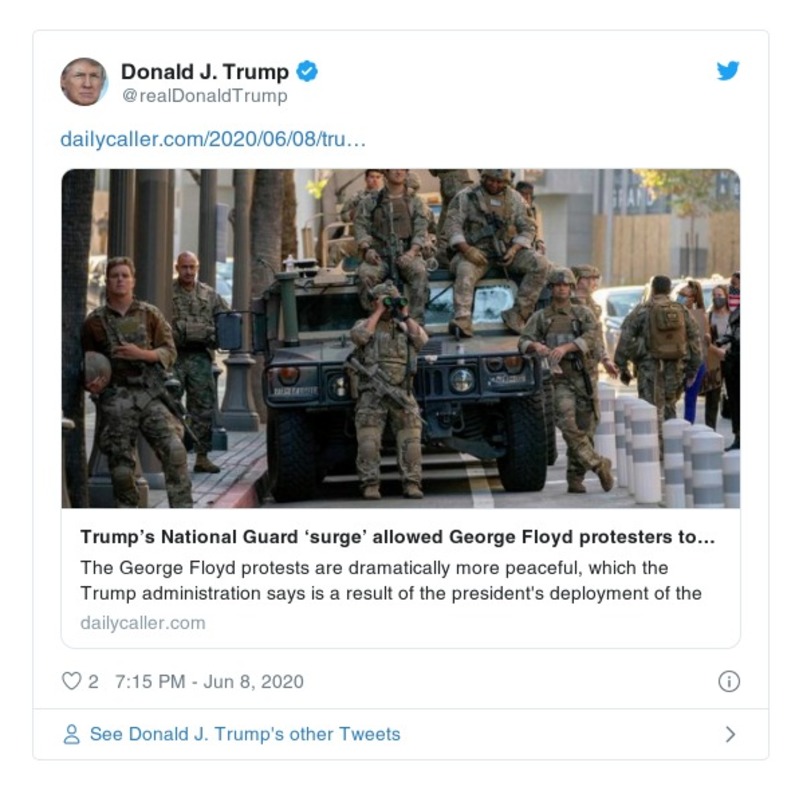 Donald J. Trump
@realDonaldTrump
dailycaller.com/2020/06/08/tru…
Trump’s National Guard ‘surge’ allowed George Floyd protesters to…
The George Floyd protests are dramatically more peaceful, which the
Trump administration says is a result of the president's deployment of the
dailycaller.com
2 7:15 PM - Jun 8, 2020
See Donald J. Trump's other Tweets